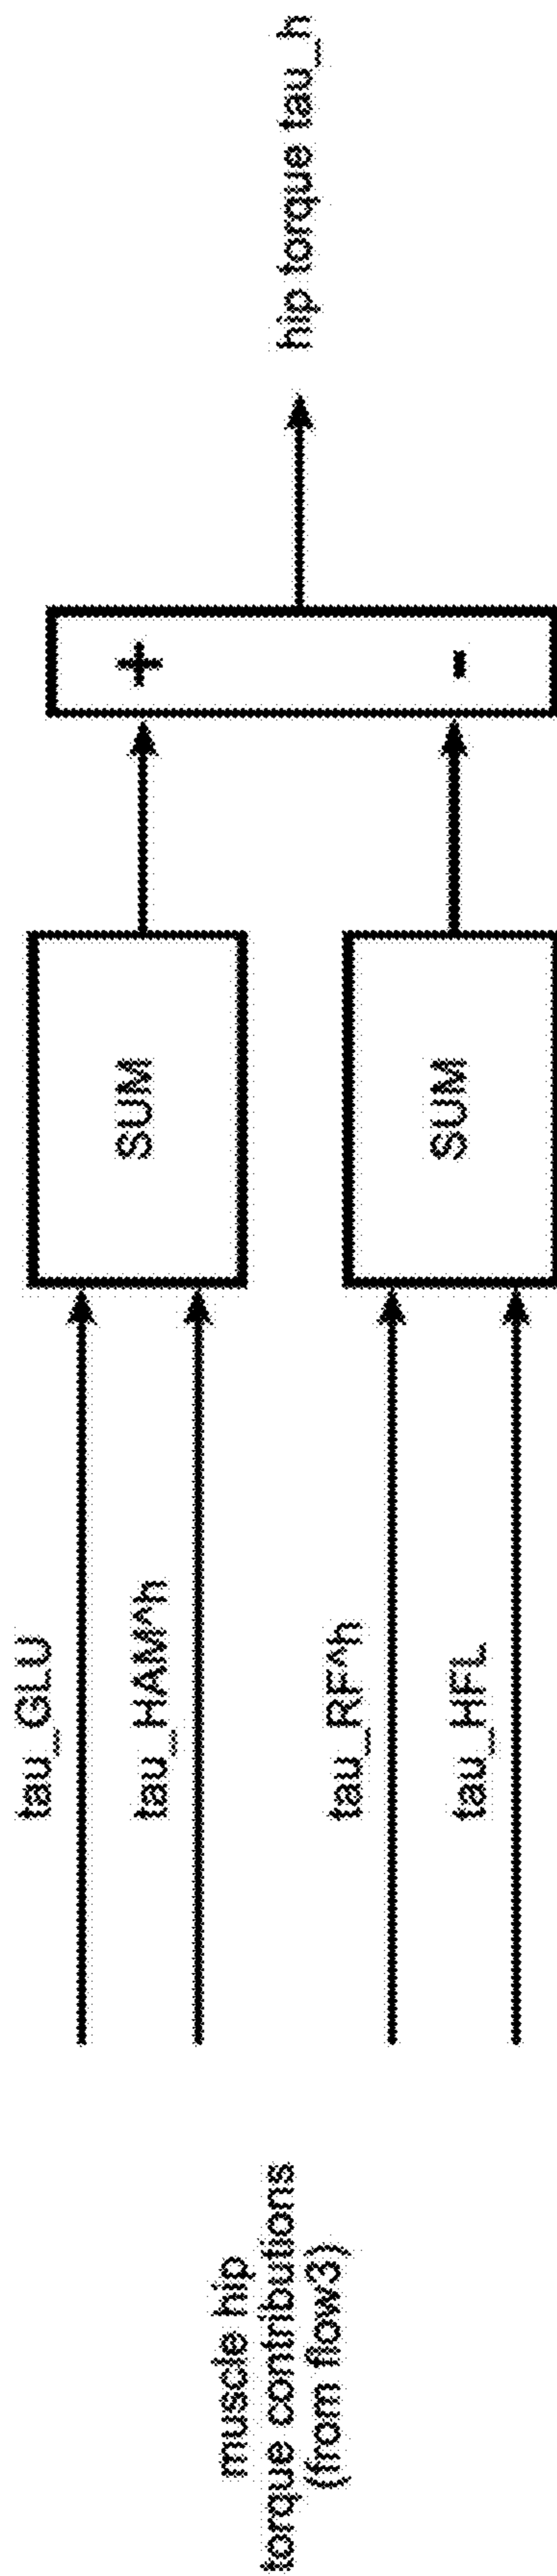 muscle hip
torque contributions
(from flow3)
tau_GLU
tau_HAM^h
tau_RF^h
tau_HFL
SUM
SUM
+
-
hip torque tau_h